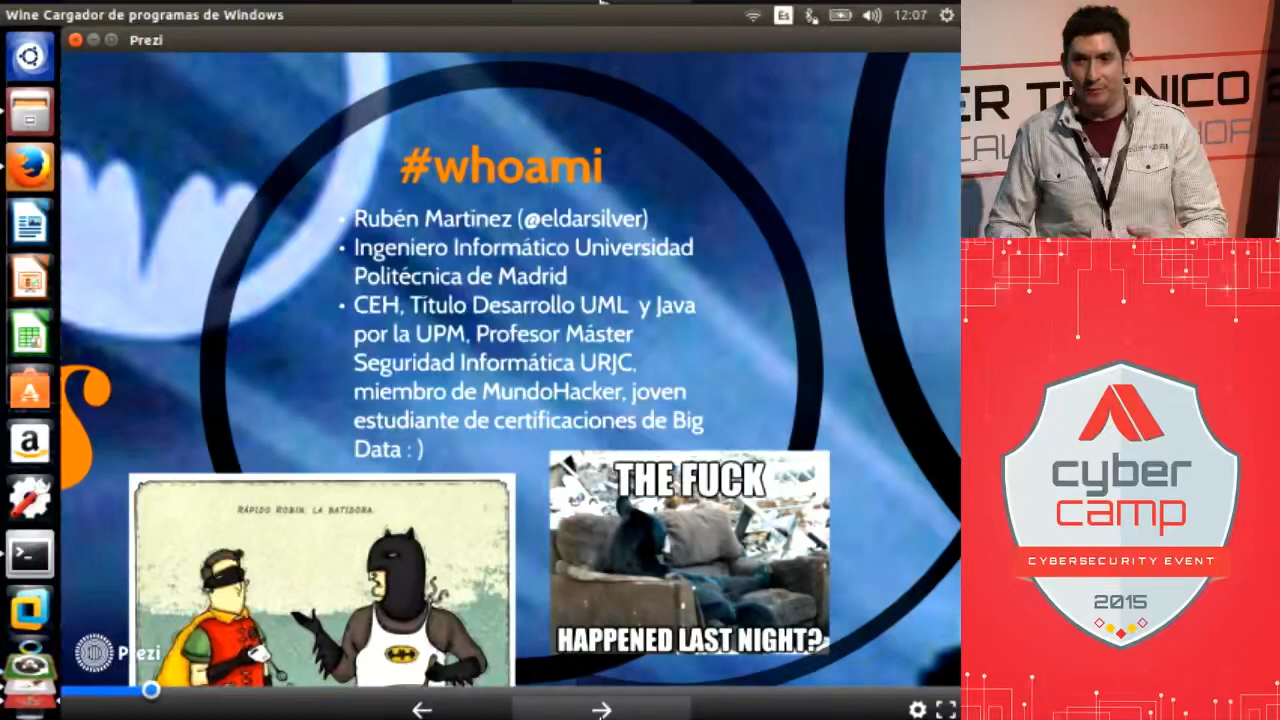 Wine Cargador de programas de Windows
Es
12:07
Prezi
#whoami
• Rubén Martínez (@eldarsilver)
• Ingeniero Informático Universidad
Politécnica de Madrid
• CEH, Título Desarrollo UML y Java
por la UPM, Profesor Máster
Seguridad Informática URJC,
miembro de MundoHacker, joven
estudiante de certificaciones de Big
Data : )
RÁPIDO ROBIN, LA BATIDORA.
THE FUCK
HAPPENED LAST NIGHT?
Prezi
ER TÉCNICO
cyber
camp
CYBERSECURITY EVENT
2015